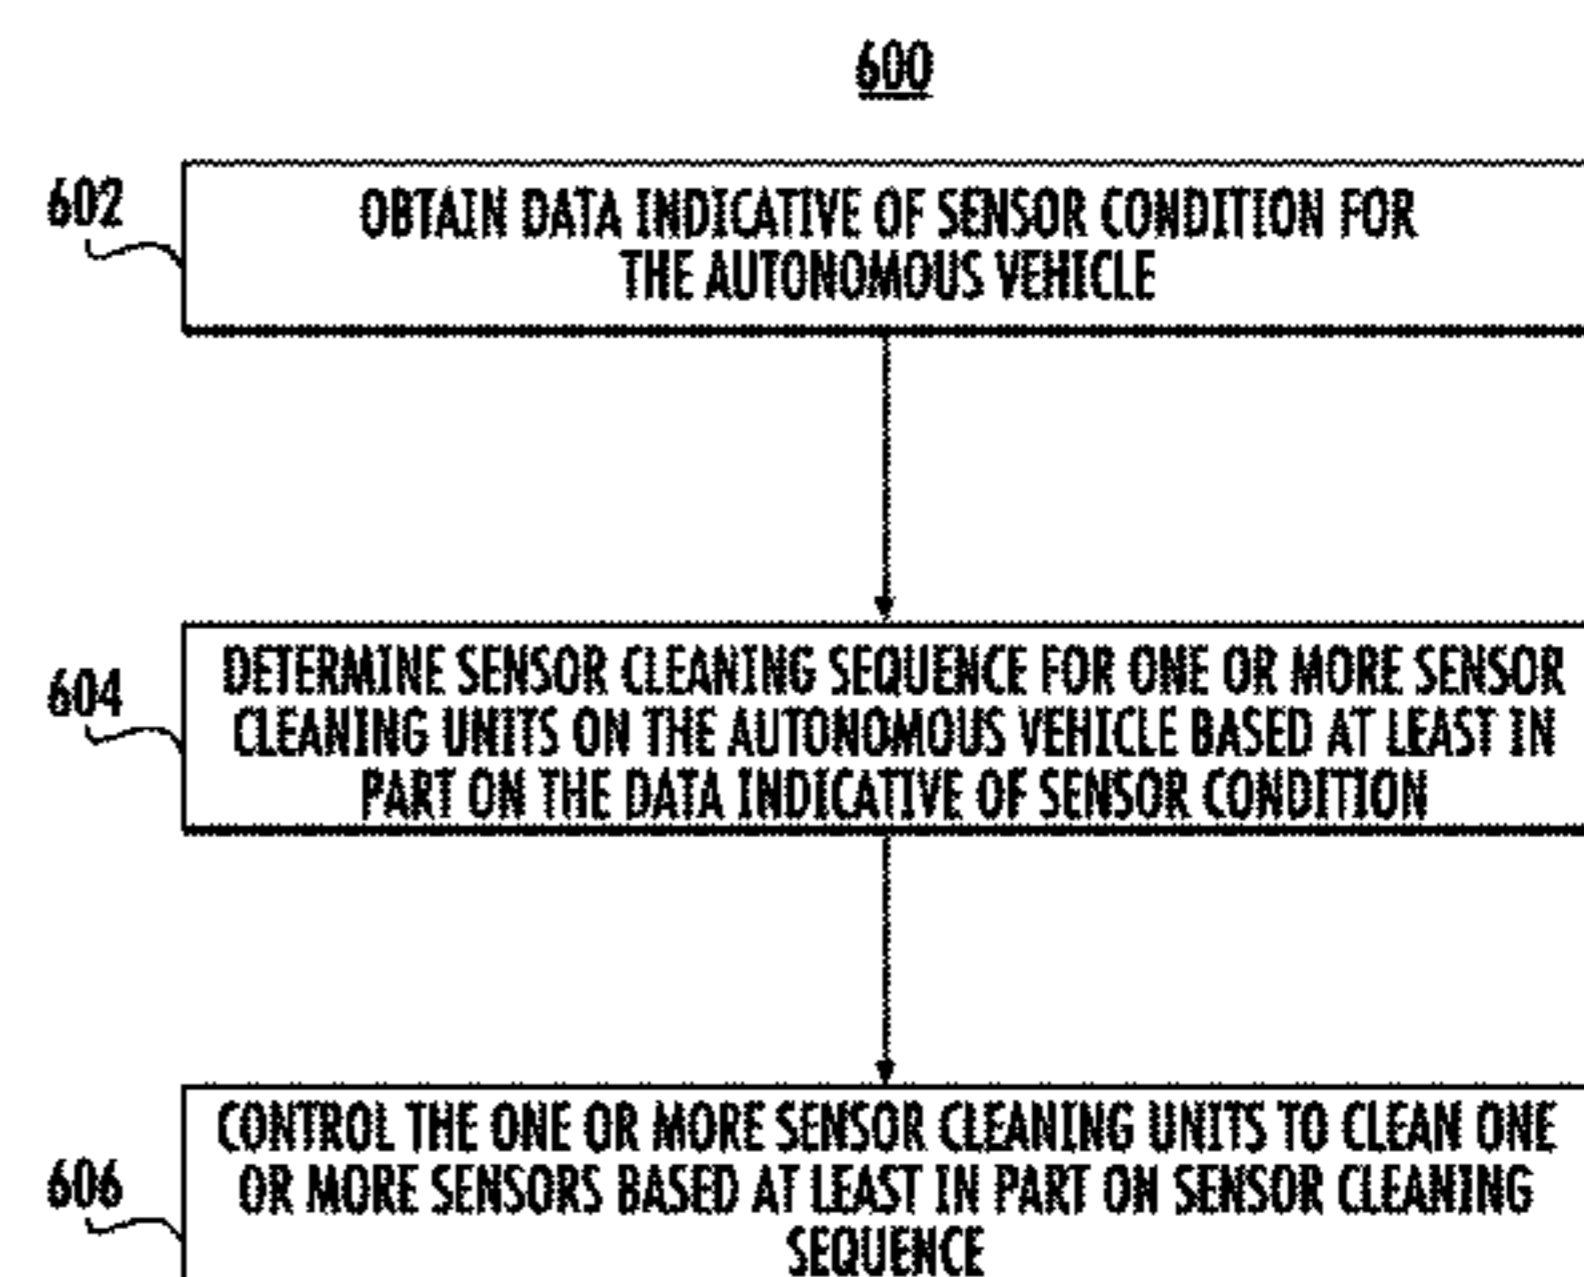 600
602
OBTAIN DATA INDICATIVE OF SENSOR CONDITION FOR
THE AUTONOMOUS VEHICLE
604
DETERMINE SENSOR CLEANING SEQUENCE FOR ONE OR MORE SENSOR
CLEANING UNITS ON THE AUTONOMOUS VEHICLE BASED AT LEAST IN
PART ON THE DATA INDICATIVE OF SENSOR CONDITION
606
CONTROL THE ONE OR MORE SENSOR CLEANING UNITS TO CLEAN ONE
OR MORE SENSORS BASED AT LEAST IN PART ON SENSOR CLEANING
SEQUENCE